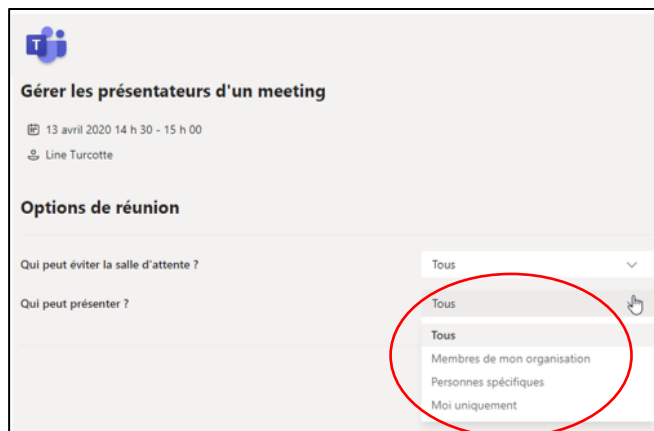 T
Gérer les présentateurs d'un meeting
13 avril 2020 14 h 30 - 15 h 00
Line Turcotte
Options de réunion
Qui peut éviter la salle d'attente ? Tous
Qui peut présenter ? Tous
Tous
Membres de mon organisation
Personnes spécifiques
Moi uniquement